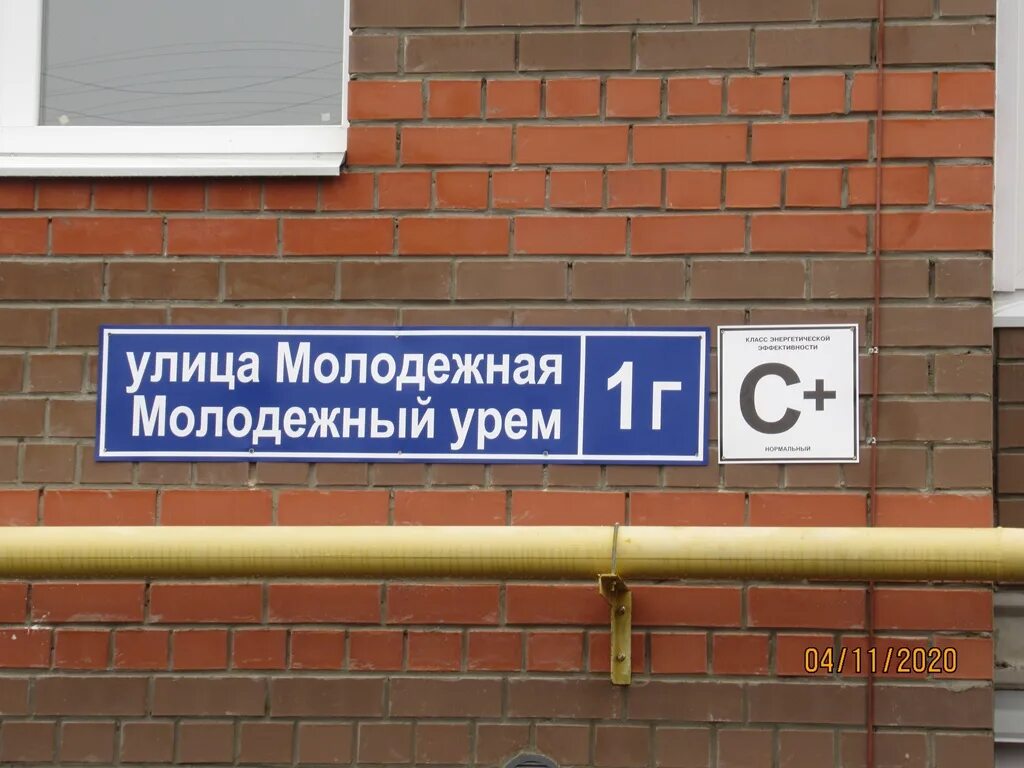 улица Молодежная
Молодежный урем
1г
КЛАСС ЭНЕРГЕТИЧЕСКОЙ
ЭФФЕКТИВНОСТИ
C+
НОРМАЛЬНЫЙ
04/11/2020